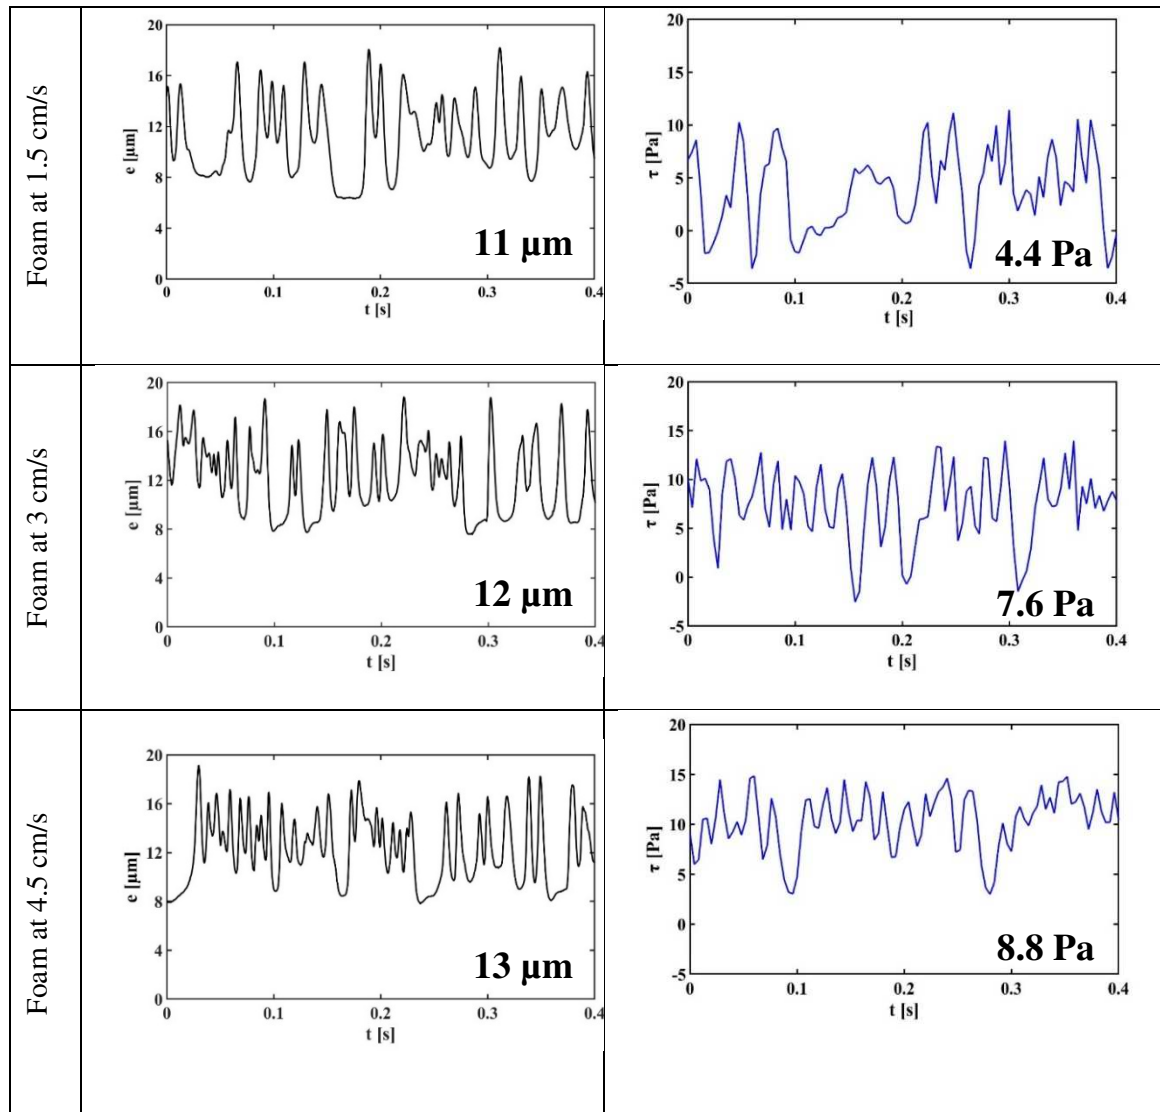 Foam at 1.5 cm/s
20
16
12
8
4
0
e [µm]
0 0.1 0.2 0.3 0.4
t [s]
11 µm
20
15
10
5
0
-5
τ [Pa]
0 0.1 0.2 0.3 0.4
t [s]
4.4 Pa
Foam at 3 cm/s
20
16
12
8
4
0
e [µm]
0 0.1 0.2 0.3 0.4
t [s]
12 µm
20
15
10
5
0
-5
τ [Pa]
0 0.1 0.2 0.3 0.4
t [s]
7.6 Pa
Foam at 4.5 cm/s
20
16
12
8
4
0
e [µm]
0 0.1 0.2 0.3 0.4
t [s]
13 µm
20
15
10
5
0
-5
τ [Pa]
0 0.1 0.2 0.3 0.4
t [s]
8.8 Pa